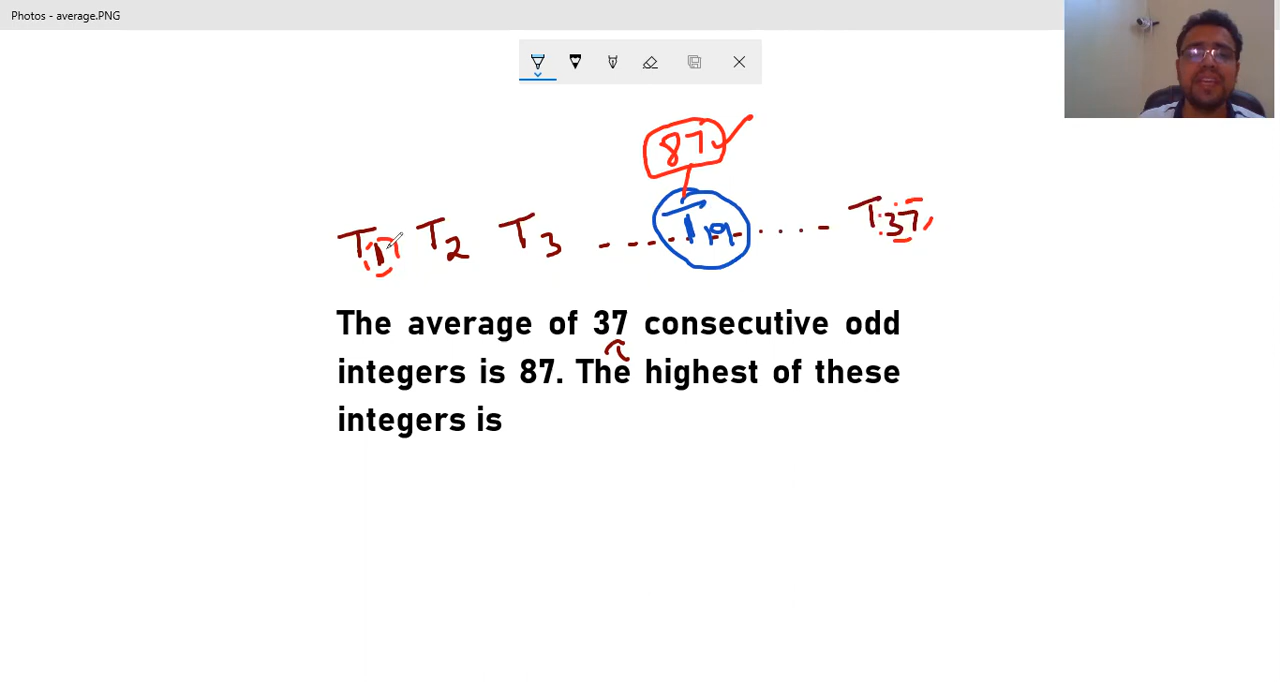 Photos - average.PNG
87
T1 T2 T3 ------- T19 ....- T37
The average of 37 consecutive odd
integers is 87. The highest of these
integers is